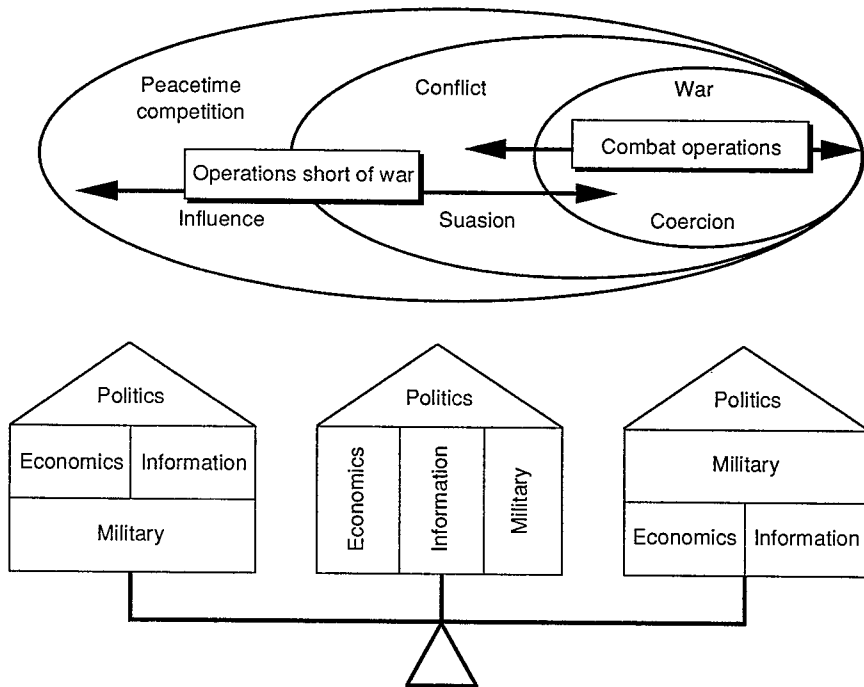 Peacetime
competition
Conflict
War
Combat operations
Operations short of war
Influence
Suasion
Coercion
Politics
Economics
Information
Military
Politics
Economics
Information
Military
Politics
Military
Economics
Information